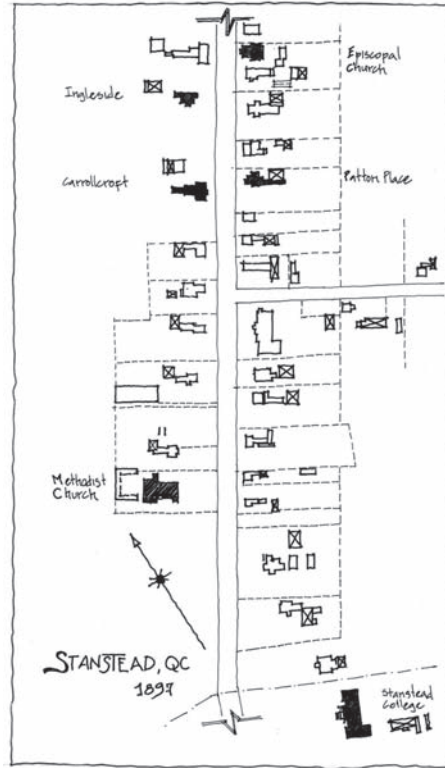 Episcopal
Church
Ingleside
Carrollcroft
Patton Place
Methodist
Church
STANSTEAD, QC
1897
Stanstead
College